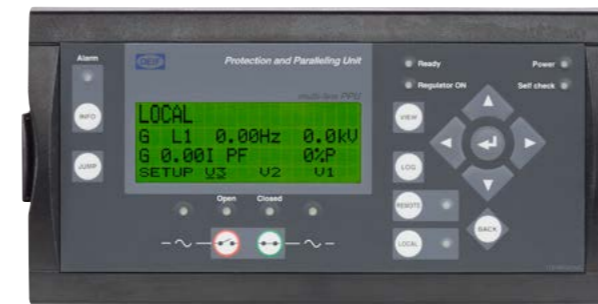 Alarm
DEIF
Protection and Paralleling Unit
multi-line PPU
Ready
Power
Regulator ON
Self check
INFO
JUMP
LOCAL
G L1 0.00Hz 0.0kV
G 0.00I PF 0%P
SETUP V3 V2 V1
VIEW
LOG
REMOTE
LOCAL
BACK
Open
Closed